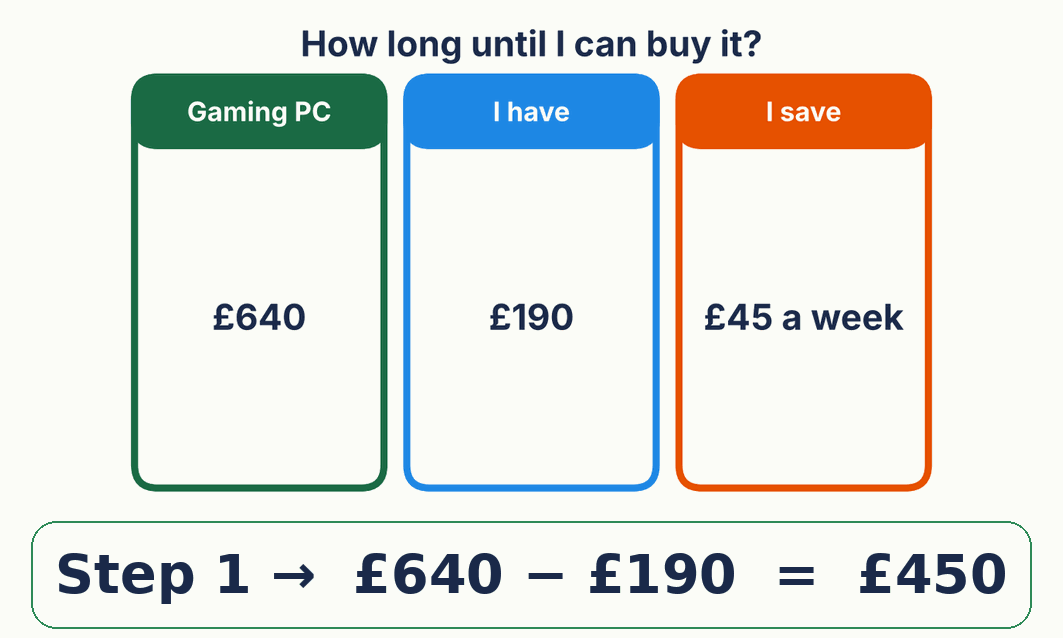 How long until I can buy it?
Gaming PC
I have
I save
£640
£190
£45 a week
Step 1 → £640 − £190 = £450